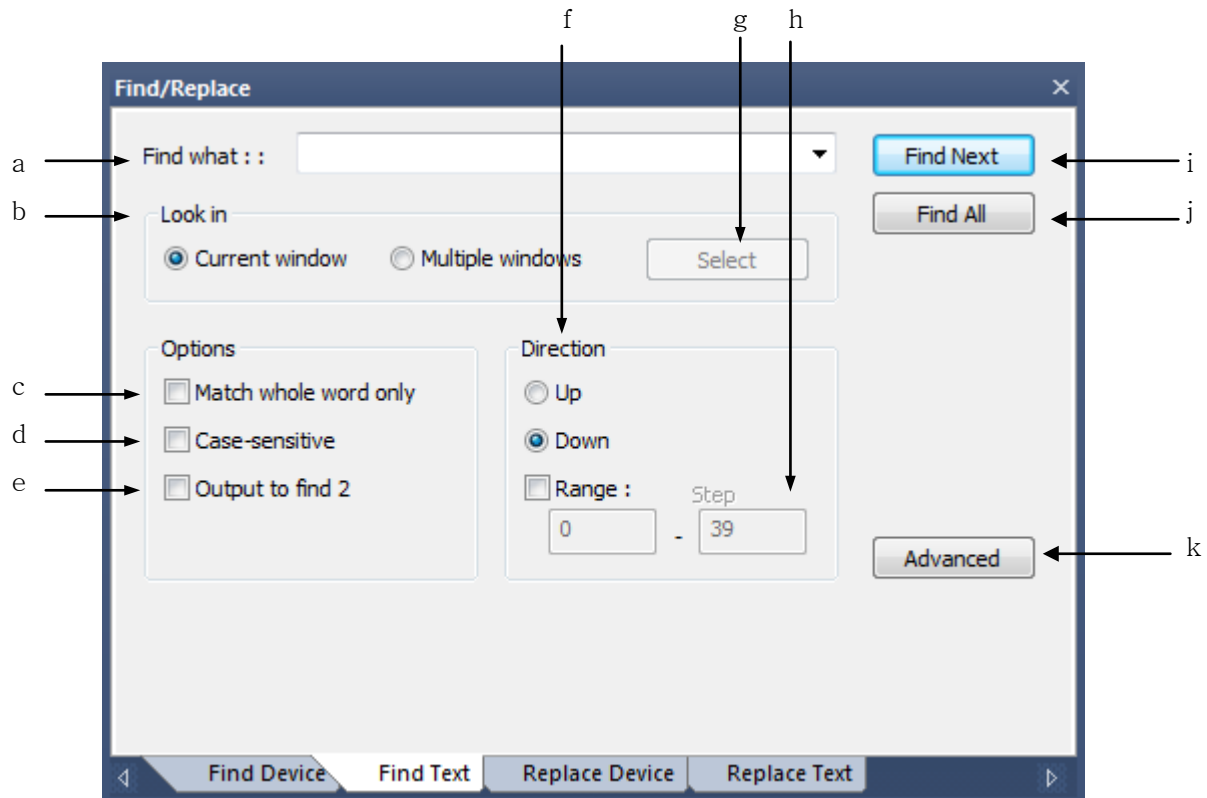 f g h
Find/Replace
a Find what : : Find Next i
b Look in Find All j
Current window Multiple windows Select
Options Direction
c Match whole word only Up
d Case-sensitive Down
e Output to find 2 Range : Step
0 - 39
Advanced k
Find Device Find Text Replace Device Replace Text